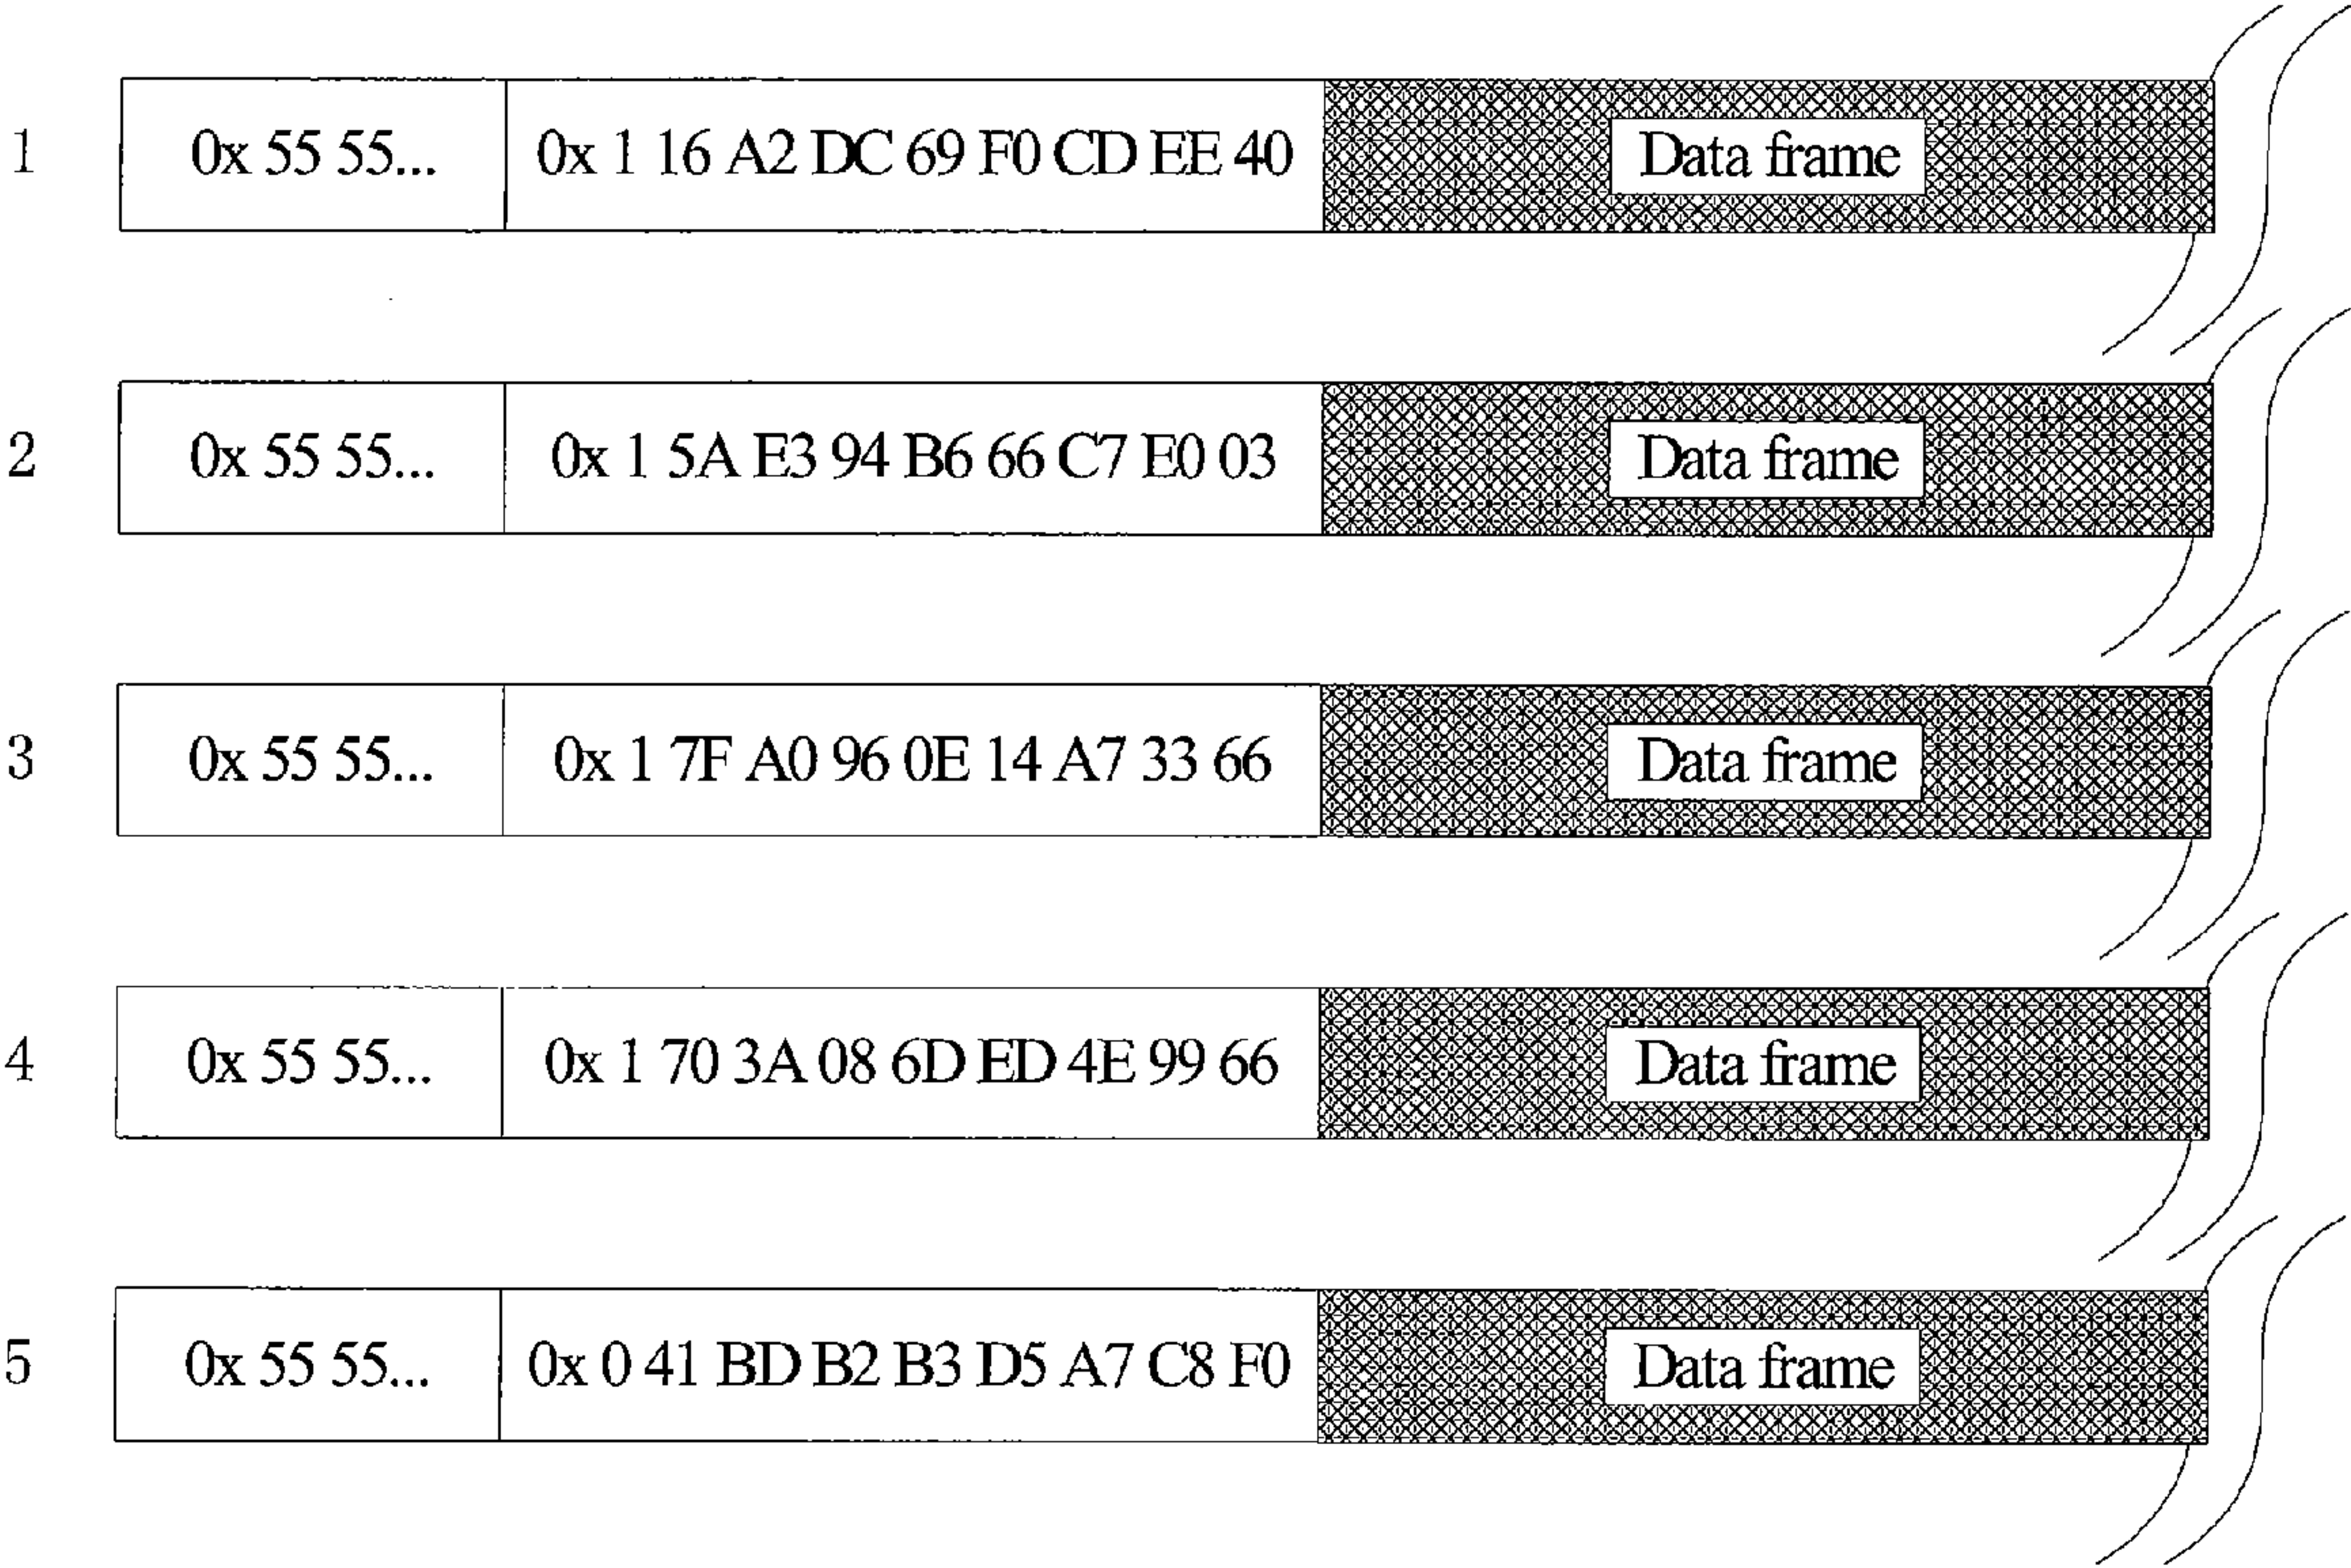 1 0x 55 55... 0x 1 16 A2 DC 69 F0 CD EE 40 Data frame
2 0x 55 55... 0x 1 5A E3 94 B6 66 C7 E0 03 Data frame
3 0x 55 55... 0x 1 7F A0 96 0E 14 A7 33 66 Data frame
4 0x 55 55... 0x 1 70 3A 08 6D ED 4E 99 66 Data frame
5 0x 55 55... 0x 0 41 BD B2 B3 D5 A7 C8 F0 Data frame